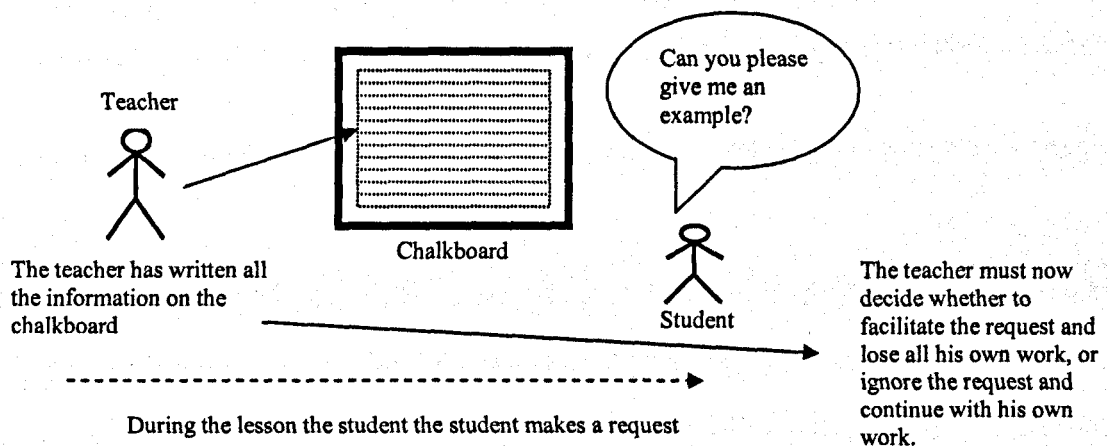 Can you please
give me an
example?
Teacher
Chalkboard
The teacher has written all
the information on the
chalkboard
Student
The teacher must now
decide whether to
facilitate the request and
lose all his own work, or
ignore the request and
continue with his own
work.
During the lesson the student the student makes a request